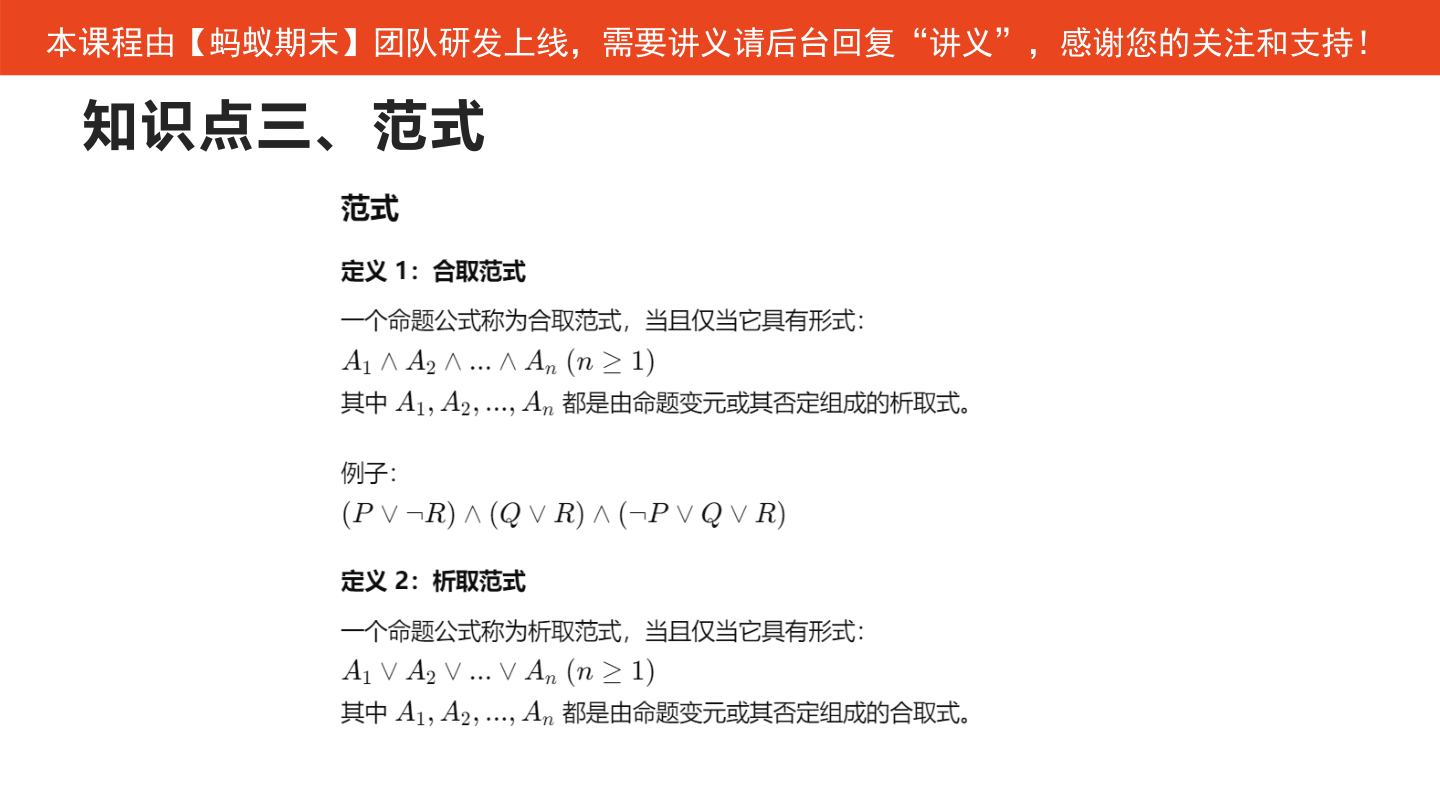 本课程由【蚂蚁期末】团队研发上线，需要讲义请后台回复“讲义”，感谢您的关注和支持！
知识点三、范式
范式
定义 1：合取范式
一个命题公式称为合取范式，当且仅当它具有形式：
A₁ ∧ A₂ ∧ ... ∧ Aₙ (n ≥ 1)
其中 A₁, A₂, ..., Aₙ 都是由命题变元或其否定组成的析取式。
例子：
(P ∨ ¬R) ∧ (Q ∨ R) ∧ (¬P ∨ Q ∨ R)
定义 2：析取范式
一个命题公式称为析取范式，当且仅当它具有形式：
A₁ ∨ A₂ ∨ ... ∨ Aₙ (n ≥ 1)
其中 A₁, A₂, ..., Aₙ 都是由命题变元或其否定组成的合取式。